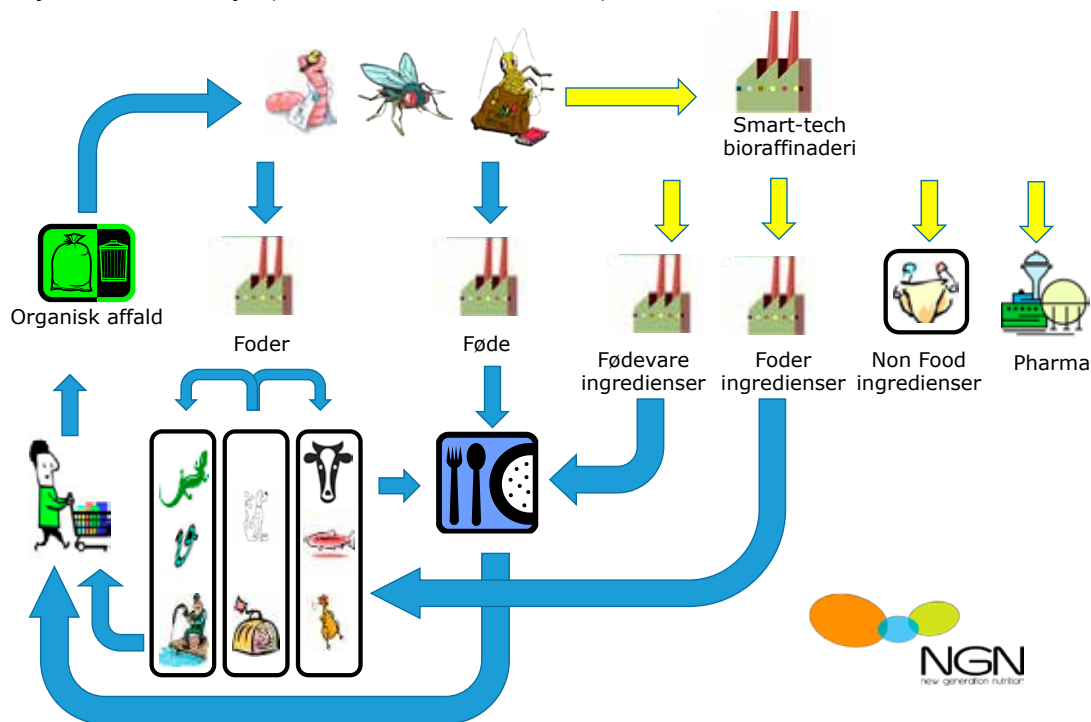 Smart-tech
bioraffinaderi
Organisk affald
Foder
Føde
Fødevare
ingredienser
Foder
ingredienser
Non Food
ingredienser
Pharma
NGN
new generation nutrition